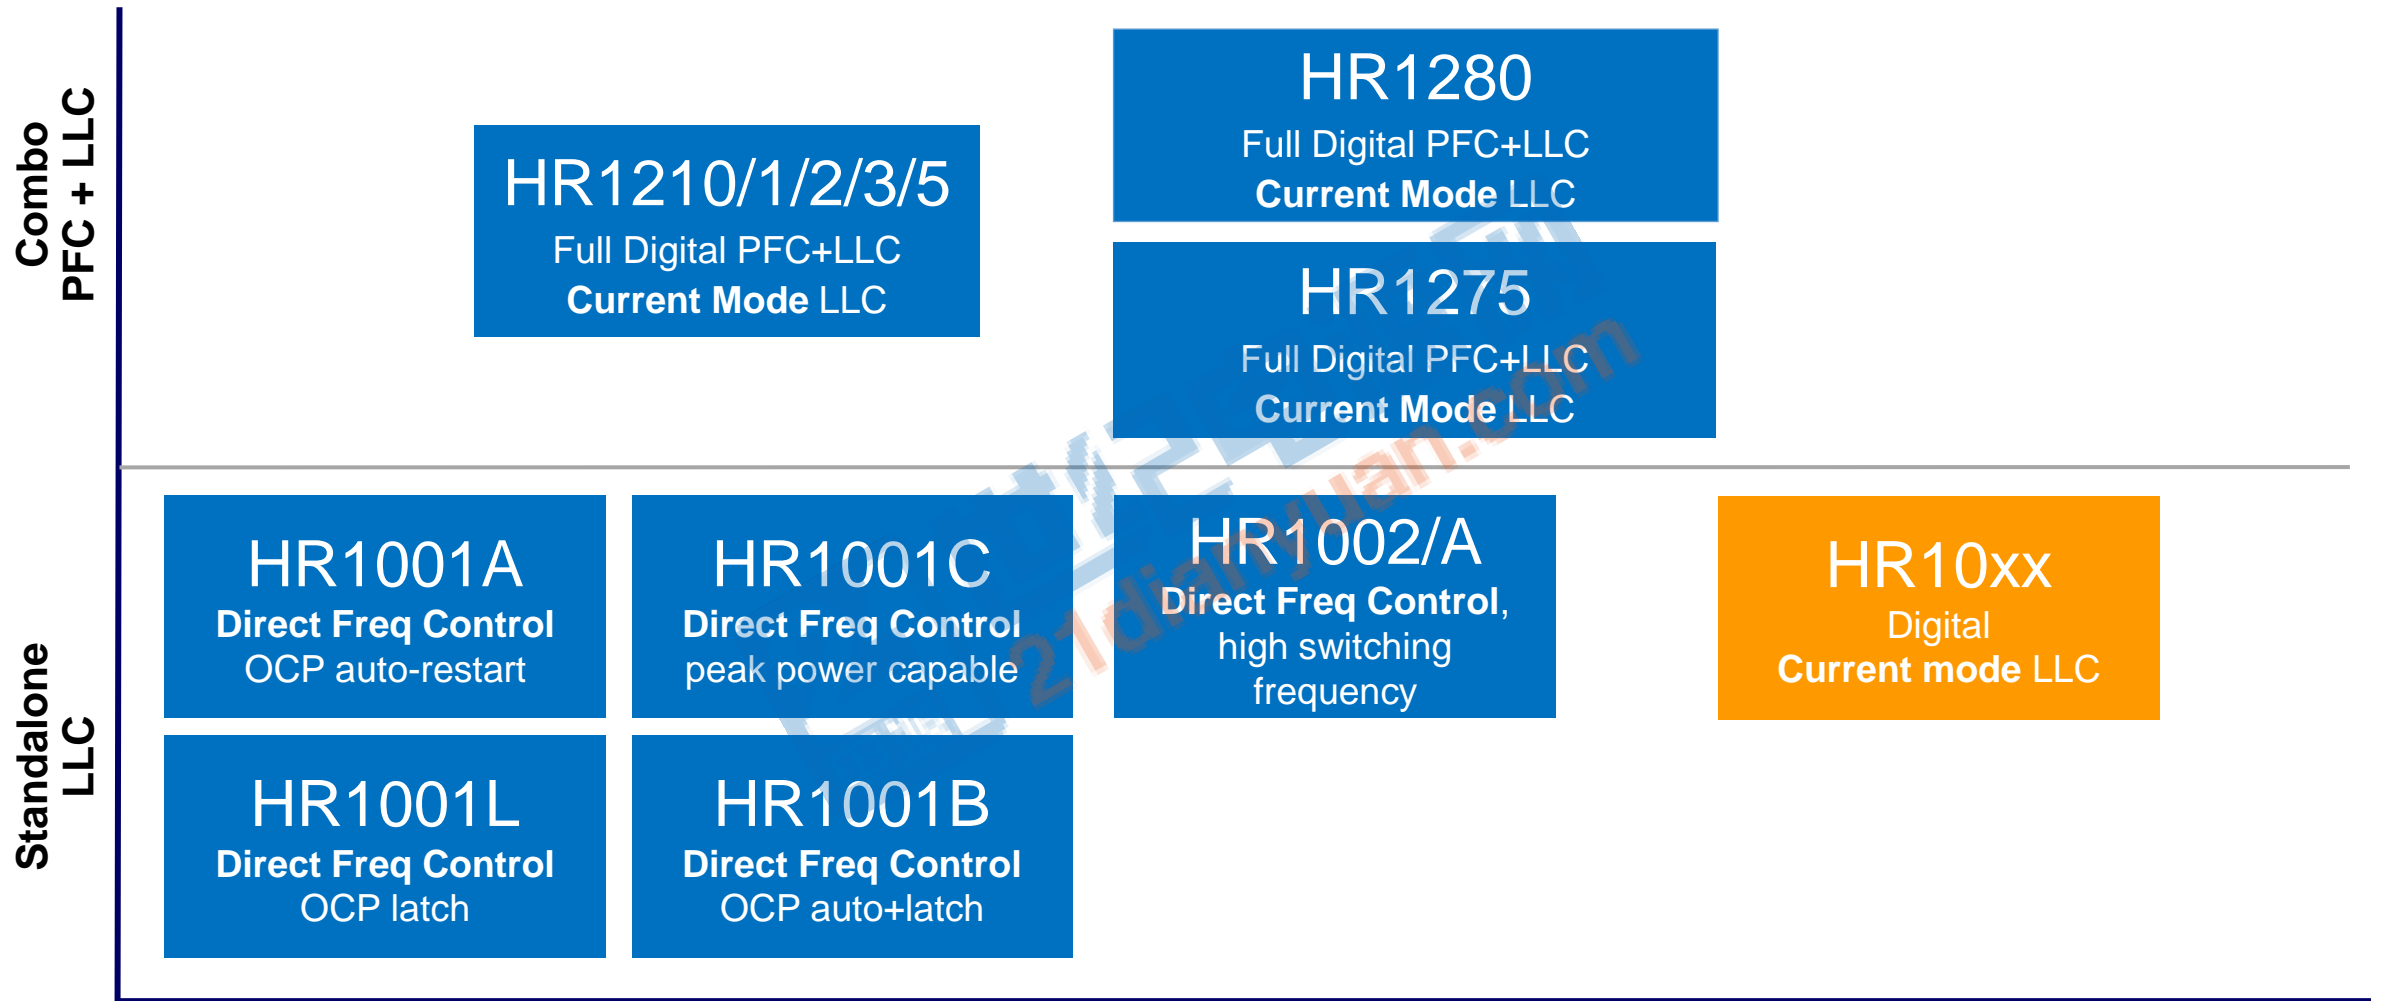 Combo
PFC + LLC
HR1210/1/2/3/5
Full Digital PFC+LLC
Current Mode LLC
HR1280
Full Digital PFC+LLC
Current Mode LLC
HR1275
Full Digital PFC+LLC
Current Mode LLC
Standalone
LLC
HR1001A
Direct Freq Control
OCP auto-restart
HR1001C
Direct Freq Control
peak power capable
HR1002/A
Direct Freq Control,
high switching
frequency
HR10xx
Digital
Current mode LLC
HR1001L
Direct Freq Control
OCP latch
HR1001B
Direct Freq Control
OCP auto+latch
21dianyuan.com